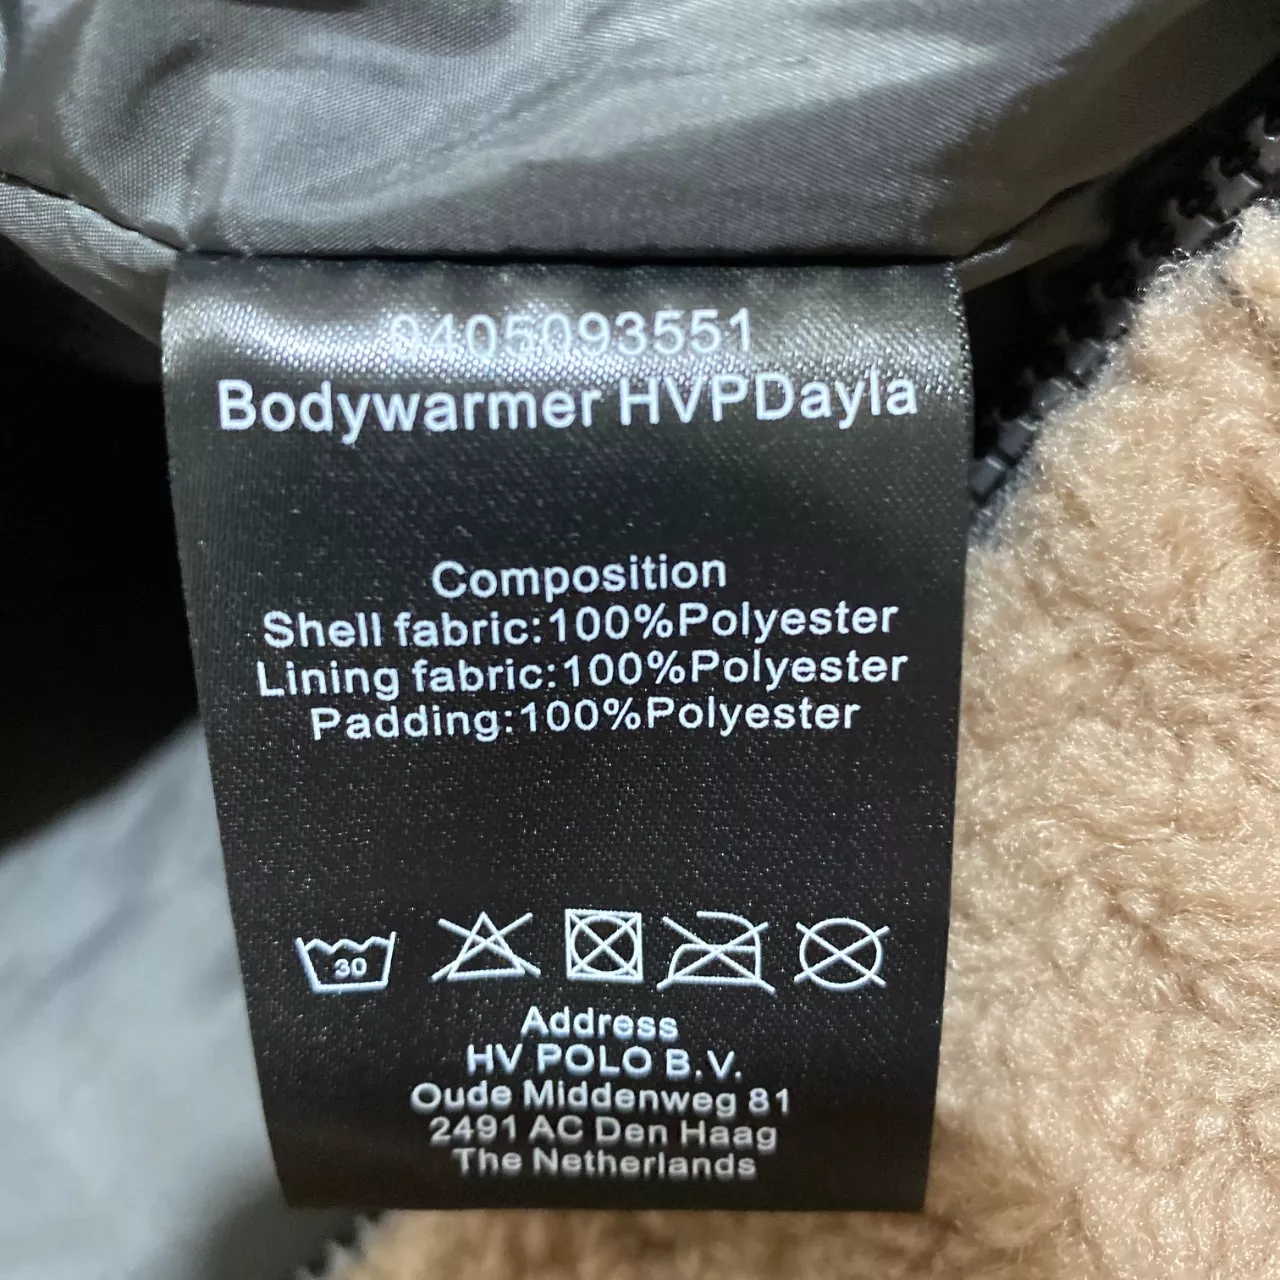 0405093551
Bodywarmer HVPDayla
Composition
Shell fabric:100%Polyester
Lining fabric:100%Polyester
Padding:100%Polyester
30
Address
HV POLO B.V.
Oude Middenweg 81
2491 AC Den Haag
The Netherlands